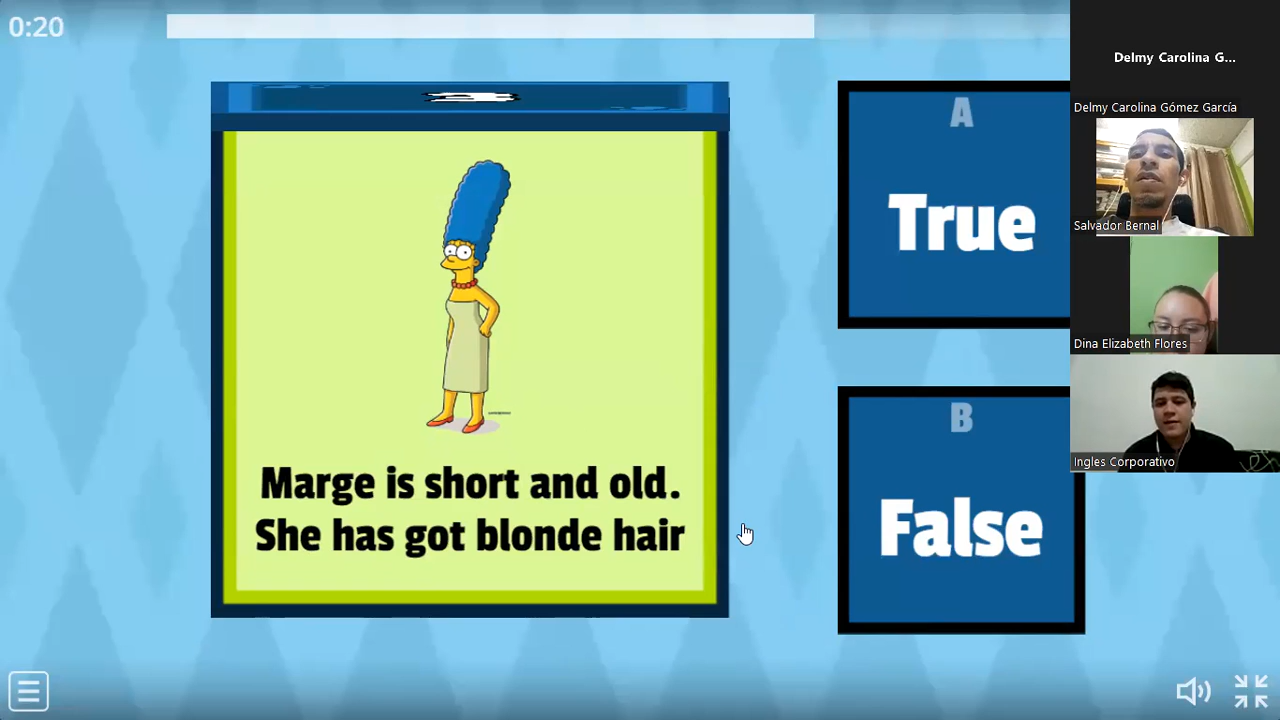 0:20
Marge is short and old.
She has got blonde hair
A
True
B
False
Delmy Carolina G...
Delmy Carolina Gómez García
Salvador Bernal
Dina Elizabeth Flores
Ingles Corporativo